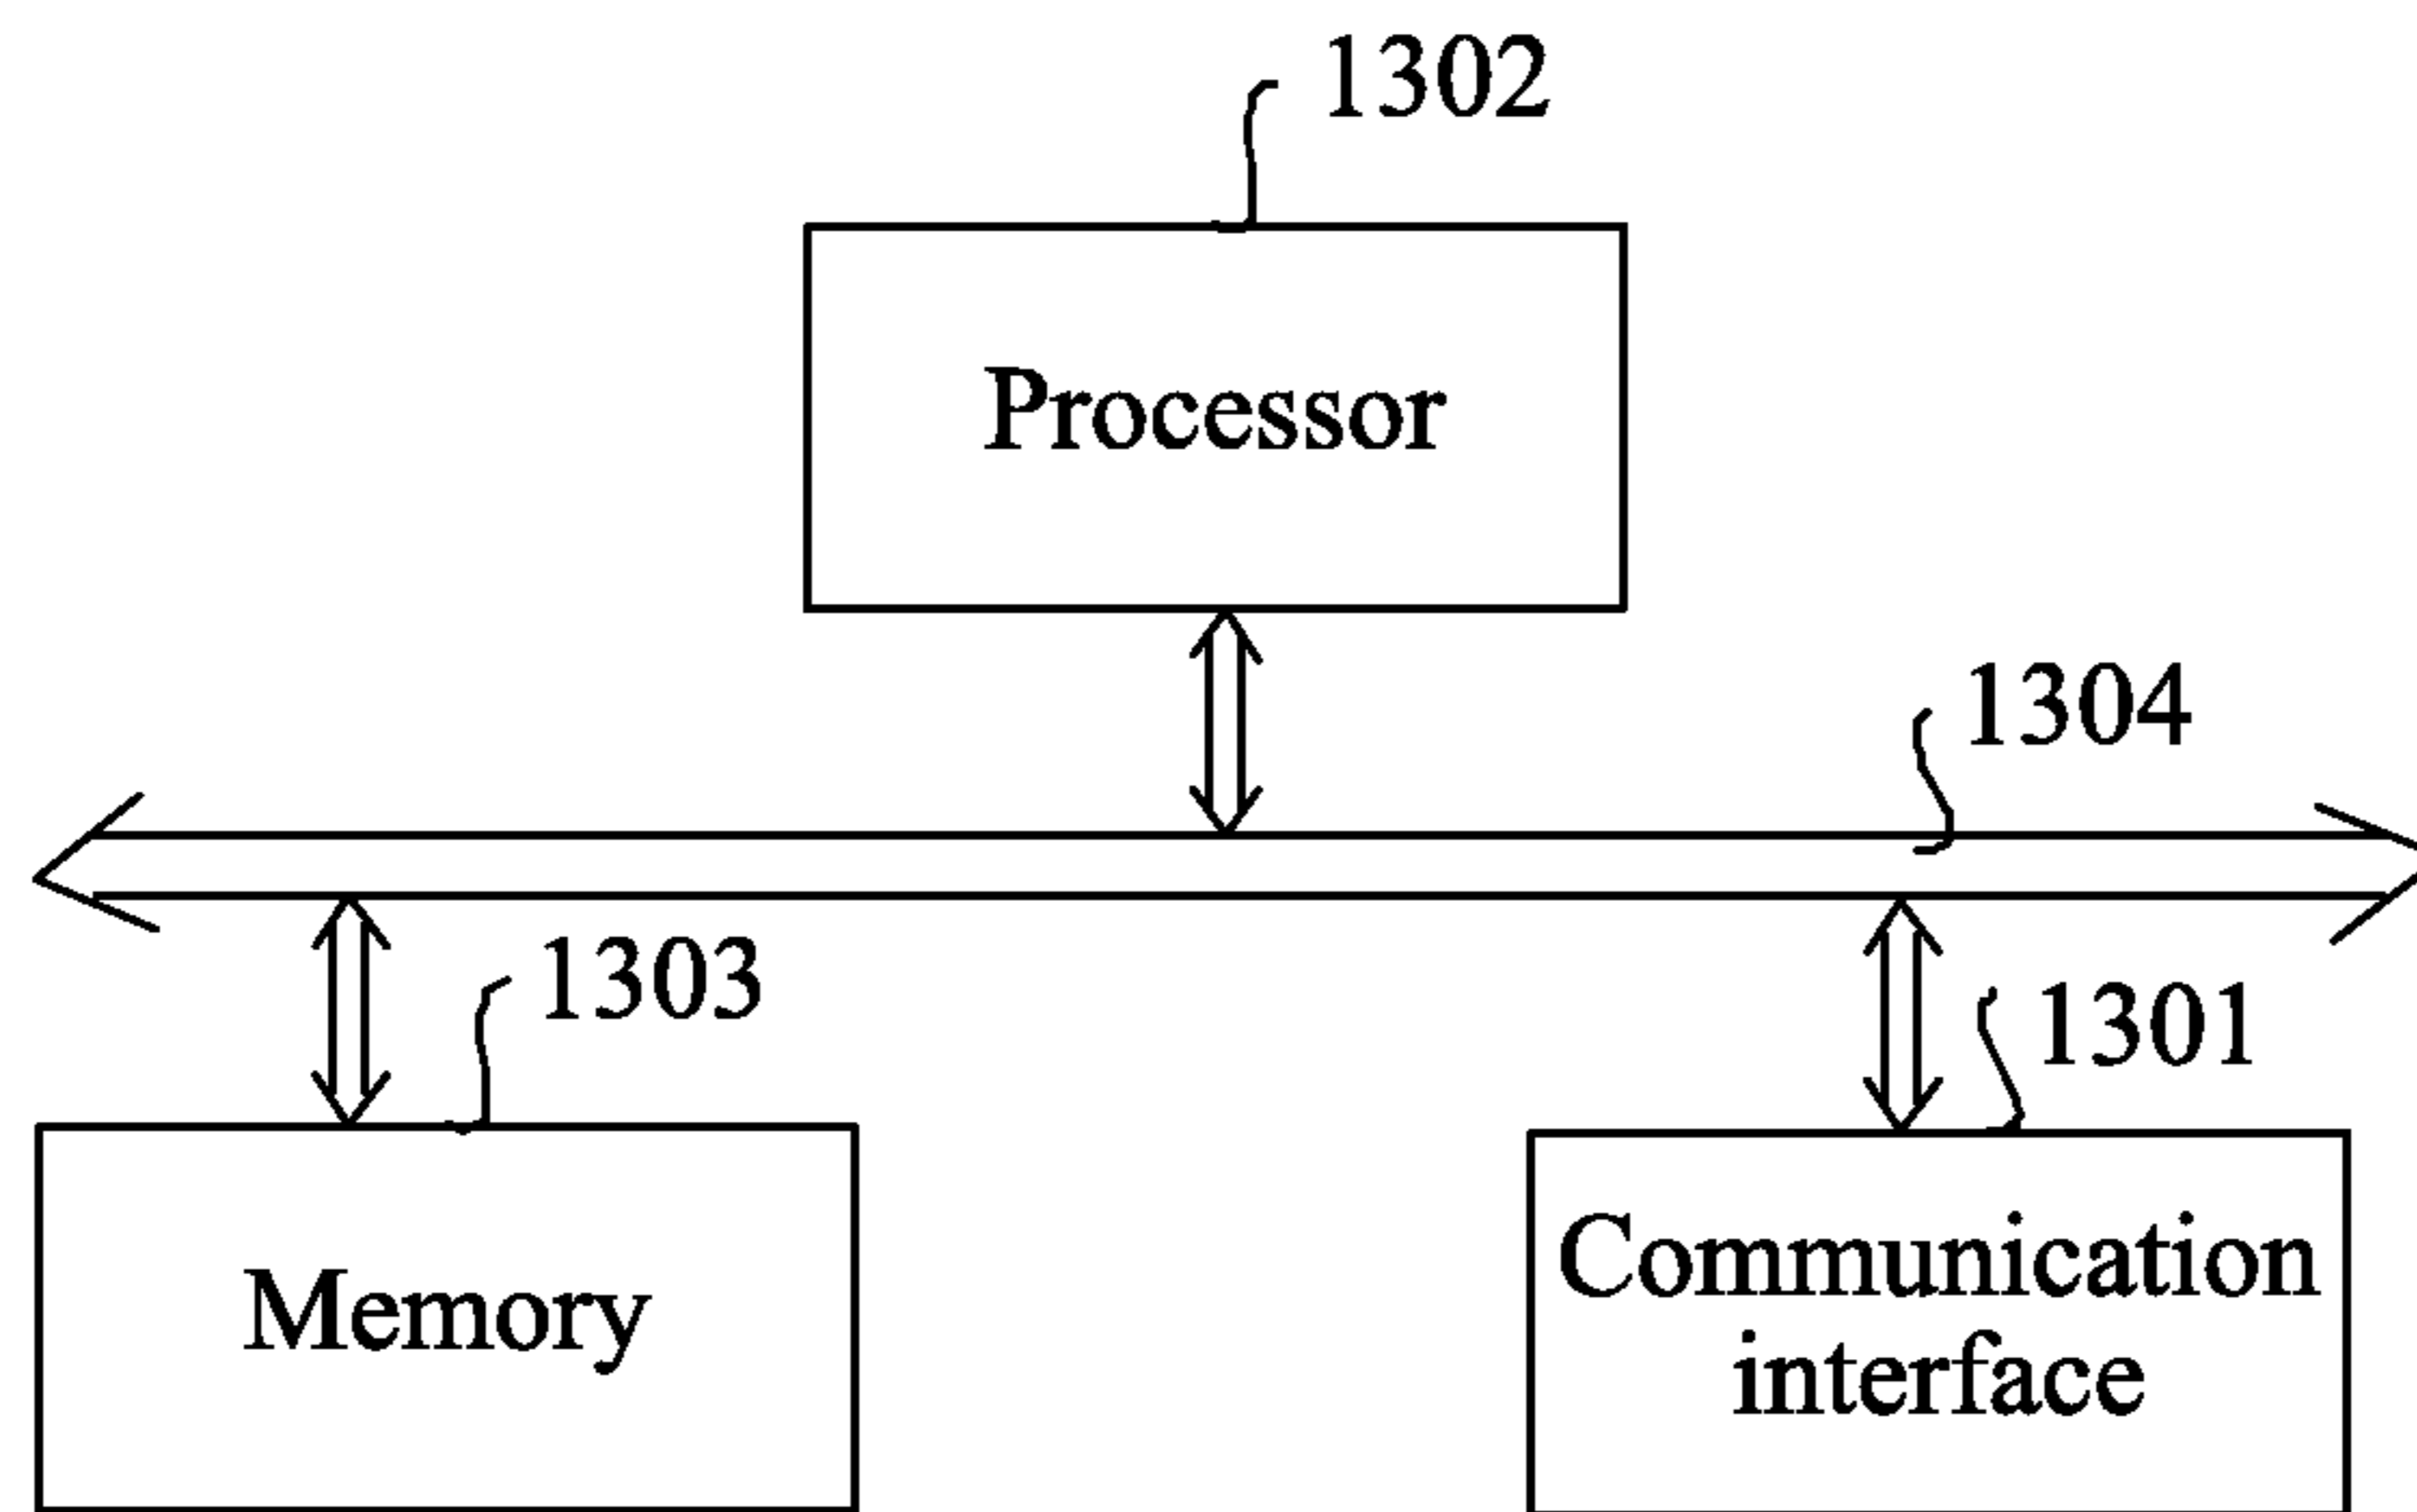 1302
Processor
1304
1303
1301
Memory
Communication
interface